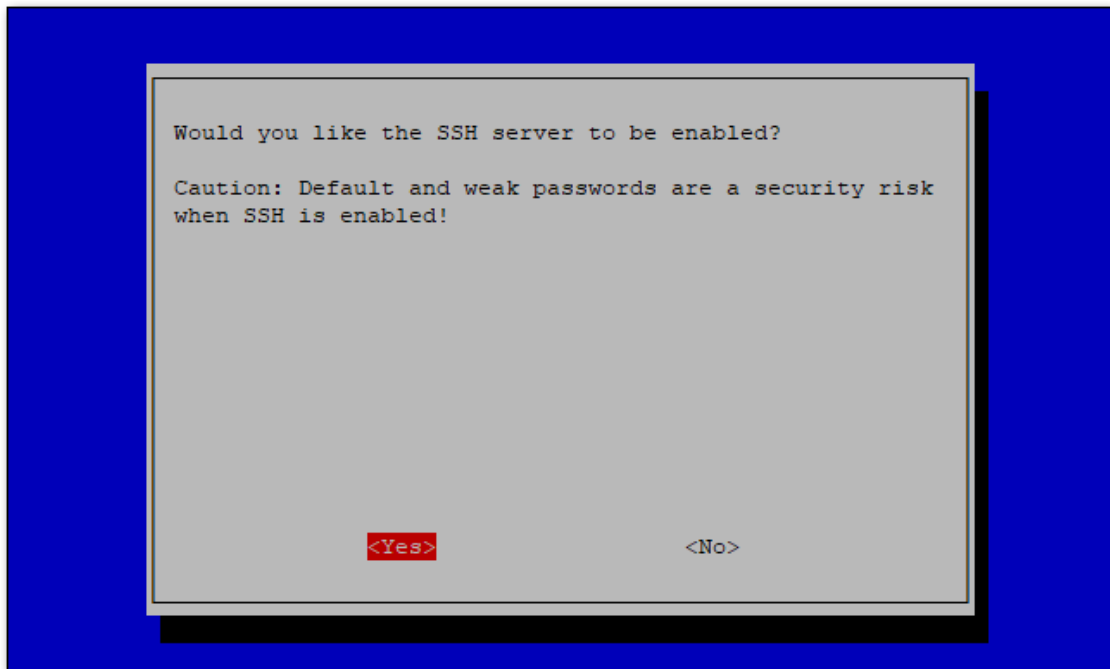 Would you like the SSH server to be enabled?
Caution: Default and weak passwords are a security risk
when SSH is enabled!
<Yes> <No>